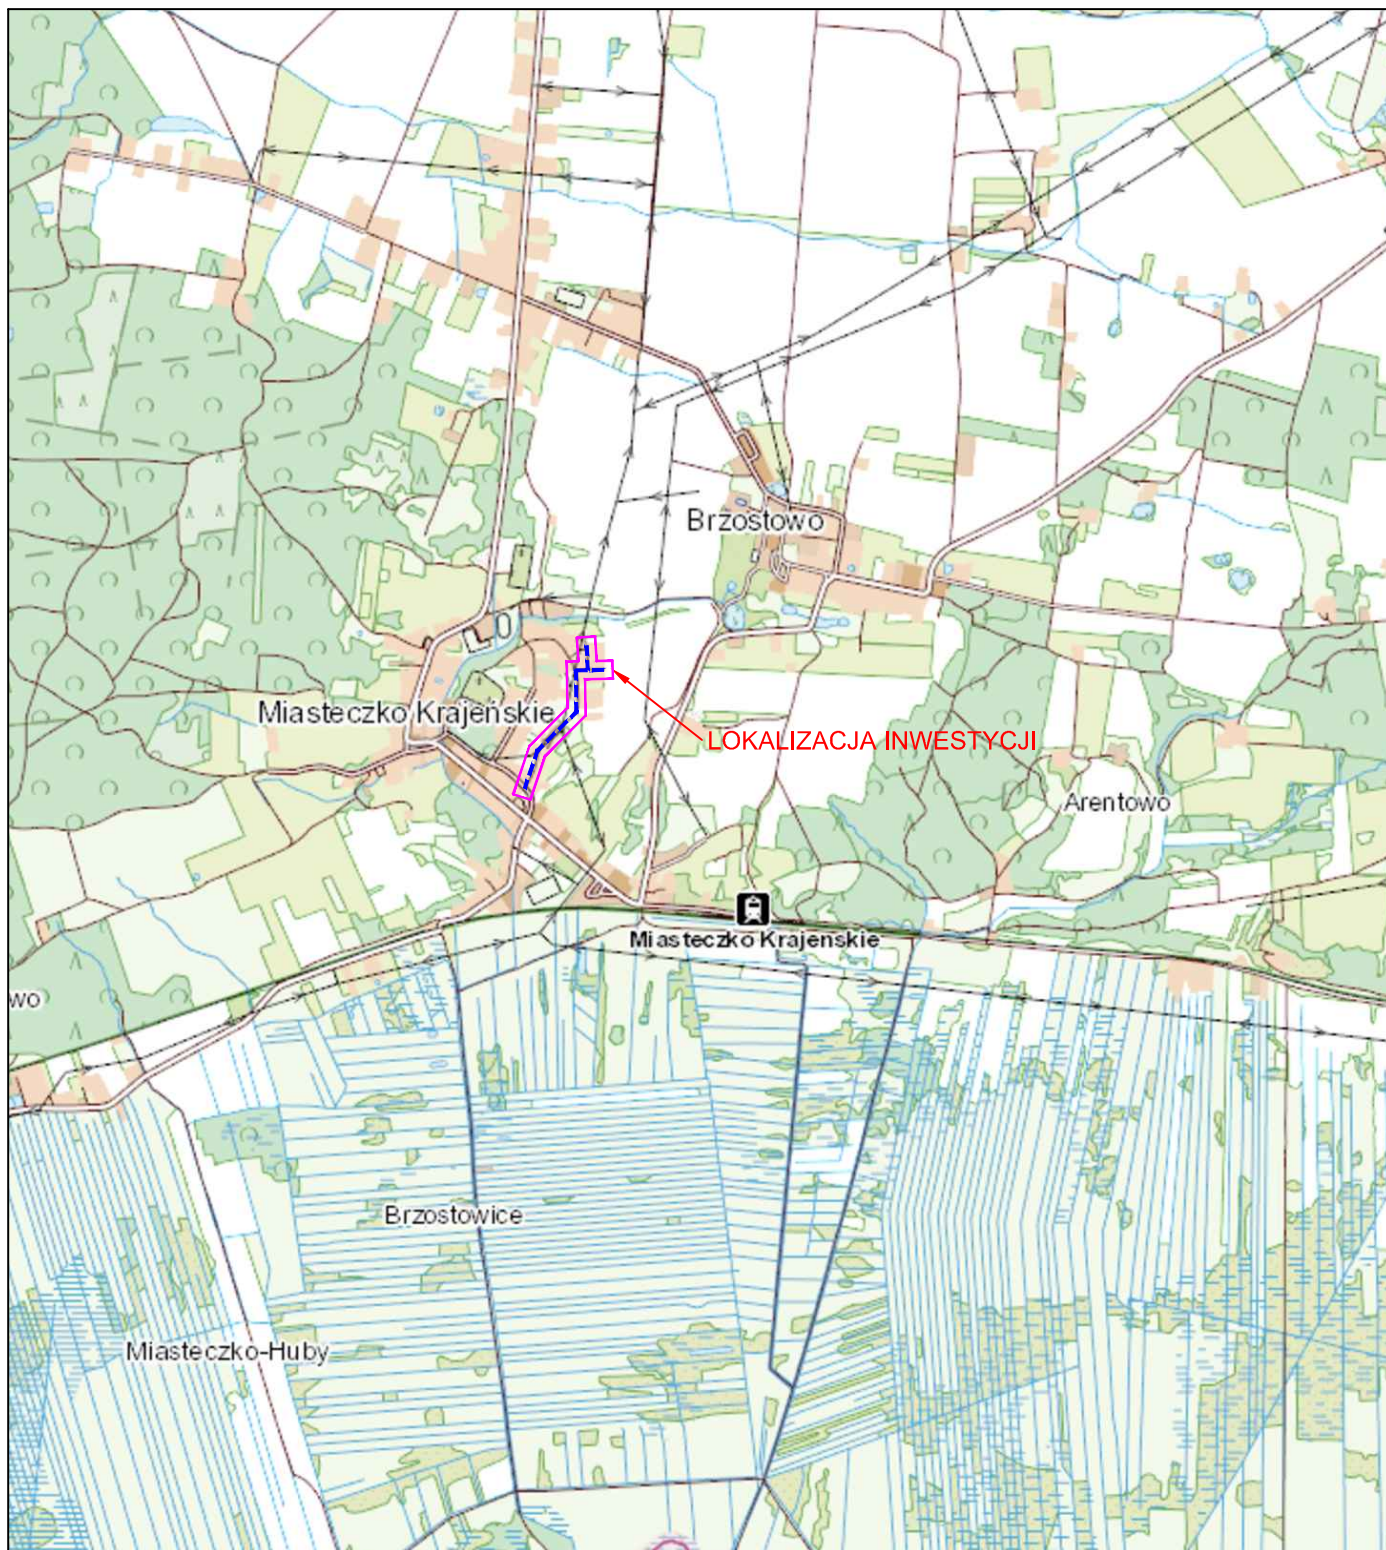 Brzostowo
Miasteczko Krajeńskie
LOKALIZACJA INWESTYCJI
Arentowo
Miasteczko Krajenskie
wo
Brzostowice
Miasteczko-Huby